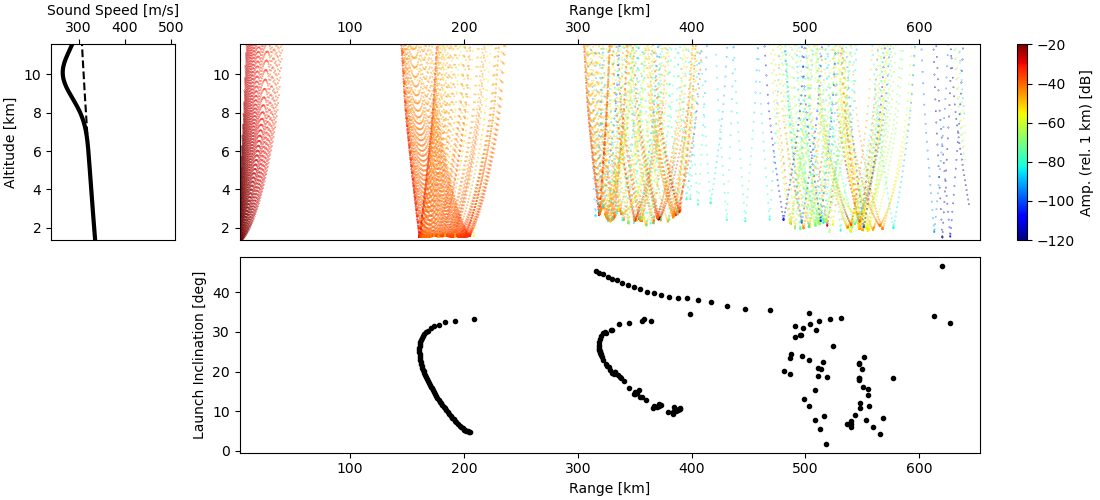 Sound Speed [m/s]
300 400 500
Range [km]
100 200 300 400 500 600
Altitude [km]
10
8
6
4
2
10
8
6
4
2
−20
−40
−60
−80
−100
−120
Amp. (rel. 1 km) [dB]
Launch Inclination [deg]
40
30
20
10
0
100 200 300 400 500 600
Range [km]